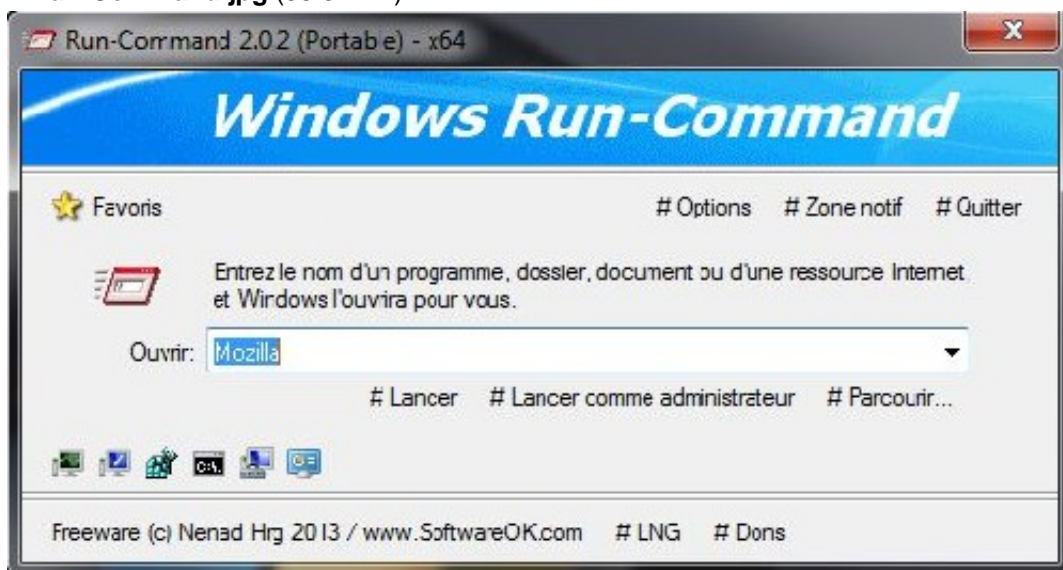 Run-Command 2.02 (Portable) - x64
Windows Run-Command
Favoris # Options # Zone notif # Quitter
Entrez le nom d'un programme, dossier, document ou d'une ressource Internet
et Windows l'ouvrira pour vous.
Ouvrir: Mozilla
# Lancer # Lancer comme administrateur # Parcourir...
C:\.
Freeware (c) Nenad Hrg 2013 / www.SoftwareOK.com # LNG # Dons